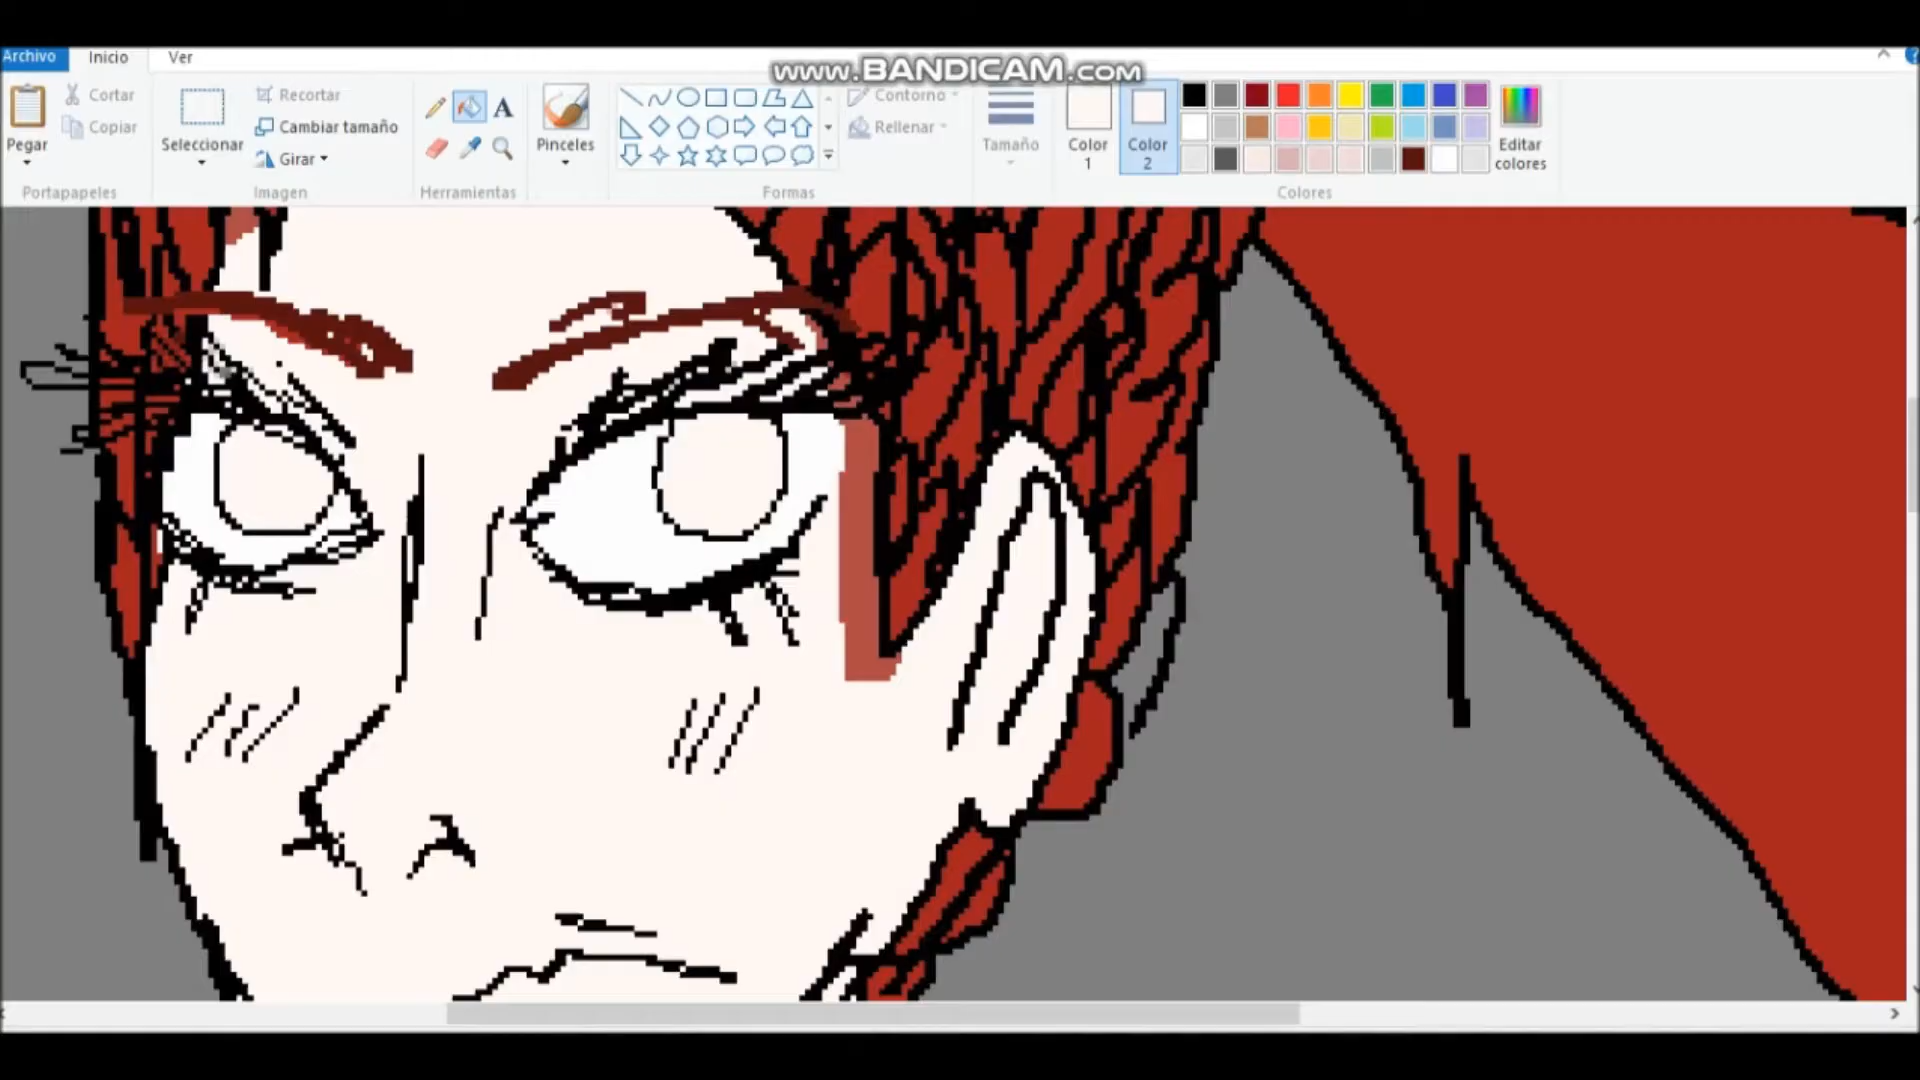 www.BANDICAM.com
Archivo Inicio Ver
Pegar
Cortar
Copiar
Portapapeles
Seleccionar
Recortar
Cambiar tamaño
Girar
Imagen
A
Herramientas
Pinceles
Contorno
Rellenar
Formas
Tamaño
Color
1
Color
2
Editar
colores
Colores